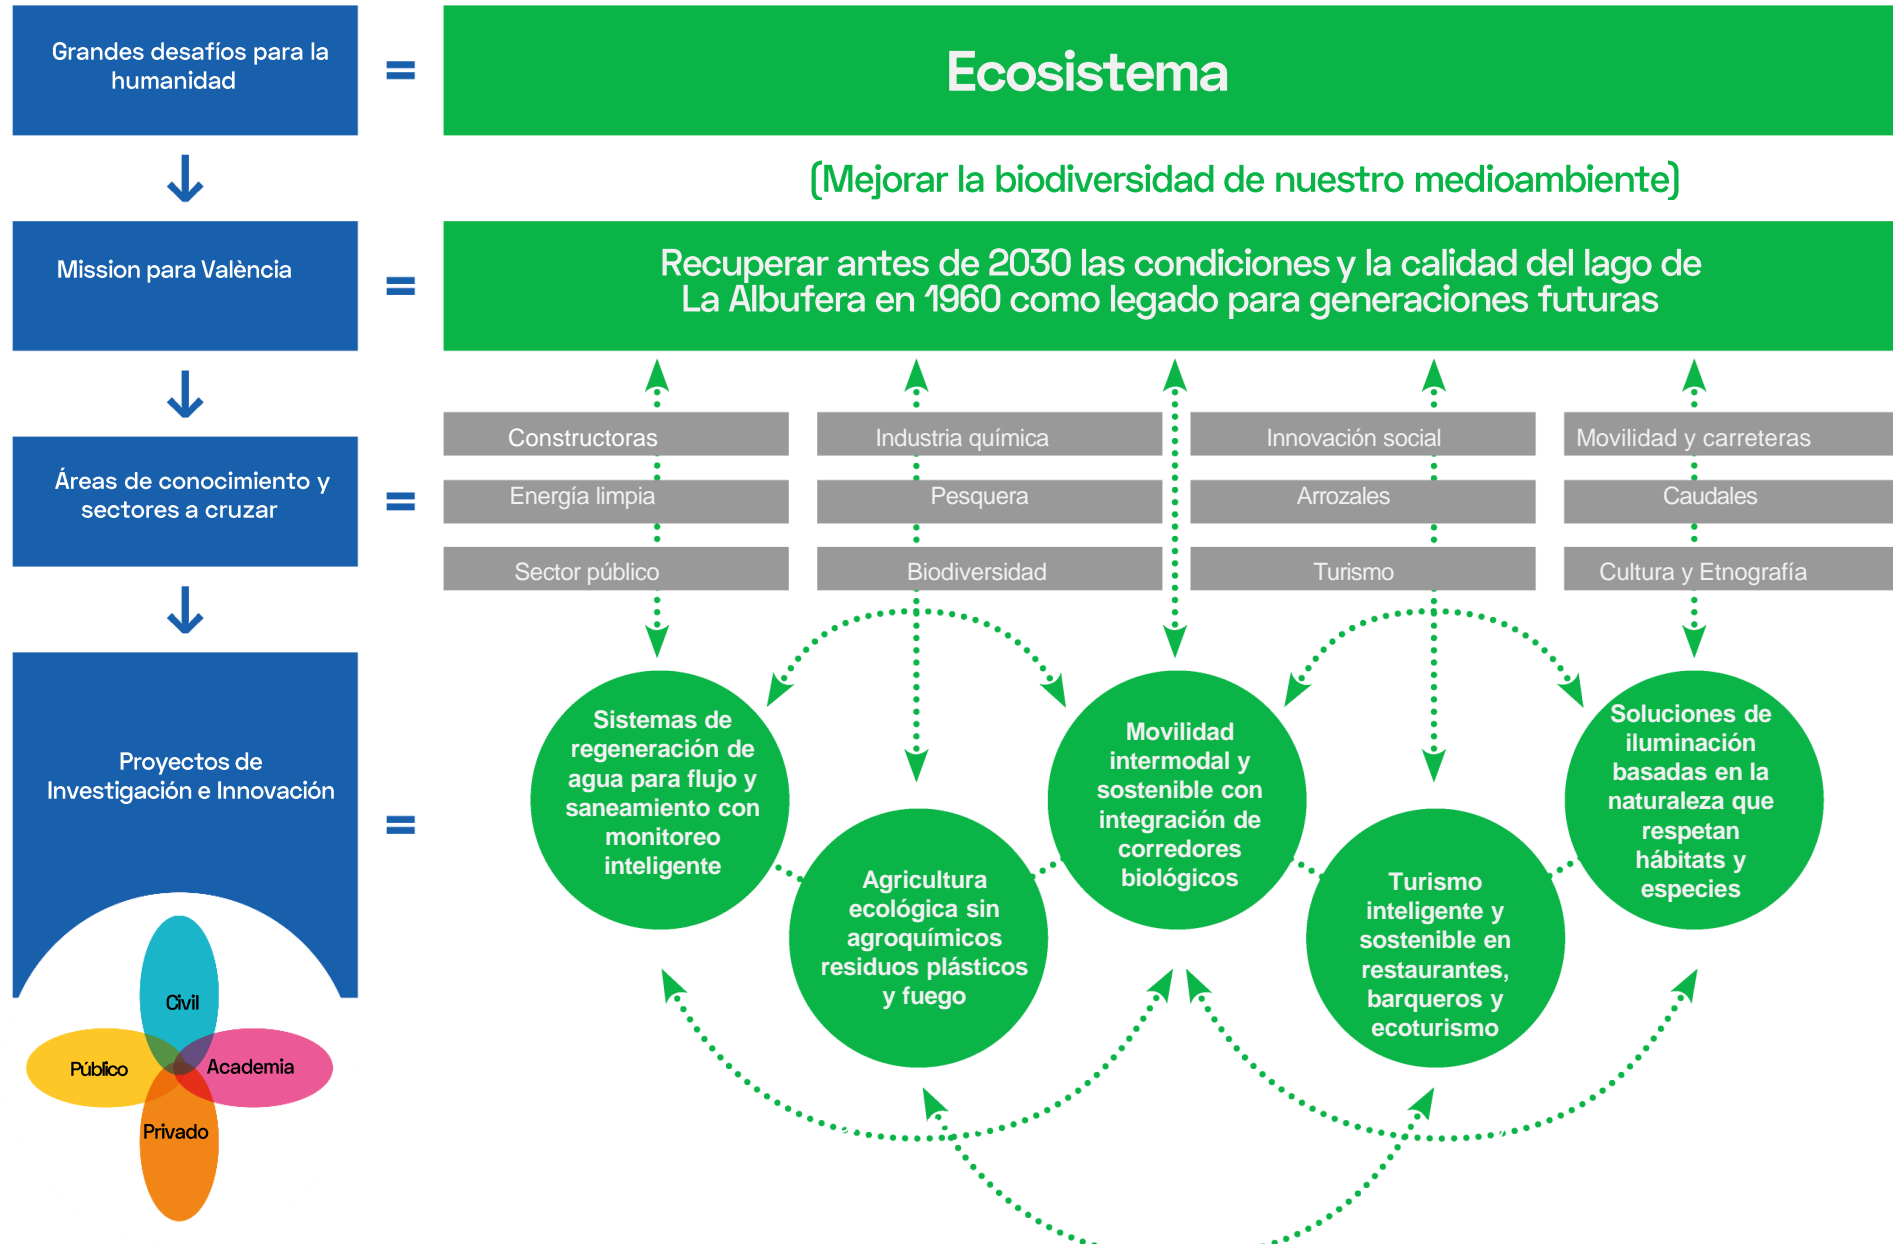 Grandes desafíos para la
humanidad
=
Ecosistema
(Mejorar la biodiversidad de nuestro medioambiente)
Mission para València
=
Recuperar antes de 2030 las condiciones y la calidad del lago de
La Albufera en 1960 como legado para generaciones futuras
Áreas de conocimiento y
sectores a cruzar
=
Constructoras
Industria química
Innovación social
Movilidad y carreteras
Energía limpia
Pesquera
Arrozales
Caudales
Sector público
Biodiversidad
Turismo
Cultura y Etnografía
Proyectos de
Investigación e Innovación
=
Sistemas de
regeneración de
agua para flujo y
saneamiento con
monitoreo
inteligente
Agricultura
ecológica sin
agroquímicos
residuos plásticos
y fuego
Movilidad
intermodal y
sostenible con
integración de
corredores
biológicos
Turismo
inteligente y
sostenible en
restaurantes,
barqueros y
ecoturismo
Soluciones de
iluminación
basadas en la
naturaleza que
respetan
hábitats y
especies
Civil
Público
Academia
Privado